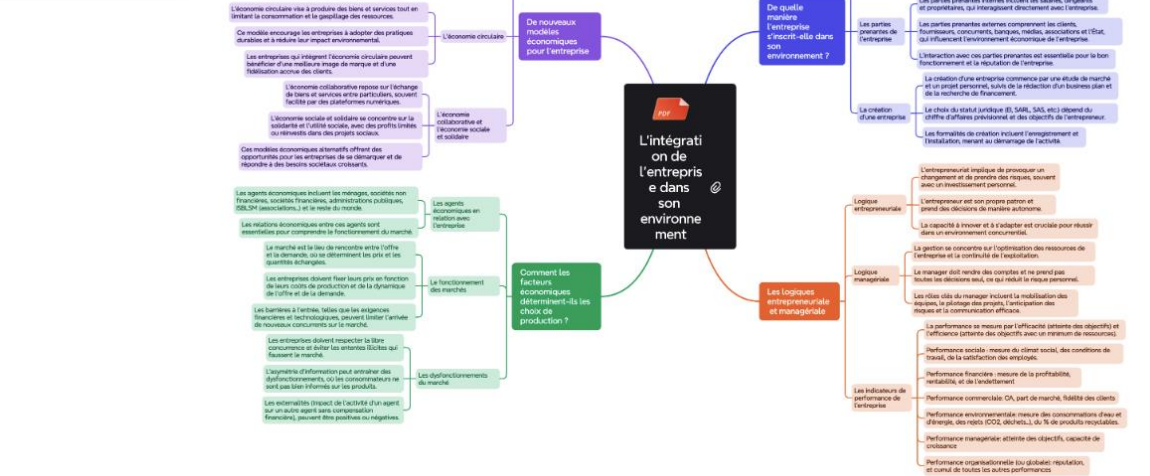 L'économie circulaire vise à produire des biens et services tout en
limitant la consommation et le gaspillage des ressources.
Ce modèle encourage les entreprises à adopter des pratiques
durables et à réduire leur impact environnemental.
Les entreprises qui intègrent l'économie circulaire peuvent
bénéficier d'une meilleure image de marque et d'une
fidélisation accrue des clients.
L'économie circulaire
L'économie collaborative repose sur l'échange
de biens et services entre particuliers, souvent
facilité par des plateformes numériques.
L'économie sociale et solidaire se concentre sur la
solidarité et l'utilité sociale, avec des profits limités
ou réinvestis dans des projets sociaux.
Ces modèles économiques alternatifs offrent des
opportunités pour les entreprises de se démarquer et de
répondre à des besoins sociétaux croissants.
L'économie
collaborative et
l'économie sociale
et solidaire
De nouveaux
modèles
économiques
pour l'entreprise
Les agents économiques incluent les ménages, sociétés non
financières, sociétés financières, administrations publiques,
ISBLSM (associations..) et le reste du monde.
Les relations économiques entre ces agents sont
essentielles pour comprendre le fonctionnement du marché.
Les agents
économiques en
relation avec
l'entreprise
Le marché est le lieu de rencontre entre l'offre
et la demande, où se déterminent les prix et les
quantités échangées.
Les entreprises doivent fixer leurs prix en fonction
de leurs coûts de production et de la dynamique
de l'offre et de la demande.
Les barrières à l'entrée, telles que les exigences
financières et technologiques, peuvent limiter l'arrivée
de nouveaux concurrents sur le marché.
Le fonctionnement
des marchés
Les entreprises doivent respecter la libre
concurrence et éviter les ententes illicites qui
faussent le marché.
L'asymétrie d'information peut entraîner des
dysfonctionnements, où les consommateurs ne
sont pas bien informés sur les produits.
Les externalités (impact de l'activité d'un agent
sur un autre agent sans compensation
financière), peuvent être positives ou négatives.
Les dysfonctionnements
du marché
Comment les
facteurs
économiques
déterminent-ils les
choix de
production ?
PDF
L'intégrati
on de
l'entrepris
e dans
son
environne
ment
De quelle
manière
l'entreprise
s'inscrit-elle dans
son
environnement ?
Les parties
prenantes de
l'entreprise
et propriétaires, qui interagissent directement avec l'entreprise.
Les parties prenantes externes comprennent les clients,
fournisseurs, concurrents, banques, médias, associations et l'État,
qui influencent l'environnement économique de l'entreprise.
L'interaction avec ces parties prenantes est essentielle pour le bon
fonctionnement et la réputation de l'entreprise.
La création
d'une entreprise
La création d'une entreprise commence par une étude de marché
et un projet personnel, suivis de la rédaction d'un business plan et
de la recherche de financement.
Le choix du statut juridique (EI, SARL, SAS, etc) dépend du
chiffre d'affaires prévisionnel et des objectifs de l'entrepreneur.
Les formalités de création incluent l'enregistrement et
l'installation, menant au démarrage de l'activité.
Les logiques
entrepreneuriale
et managériale
Logique
entrepreneuriale
L'entrepreneuriat implique de provoquer un
changement et de prendre des risques, souvent
avec un investissement personnel.
L'entrepreneur est son propre patron et
prend des décisions de manière autonome.
La capacité à innover et à s'adapter est cruciale pour réussir
dans un environnement concurrentiel.
Logique
managériale
La gestion se concentre sur l'optimisation des ressources de
l'entreprise et la continuité de l'exploitation.
Le manager doit rendre des comptes et ne prend pas
toutes les décisions seul, ce qui réduit le risque personnel.
Les rôles clés du manager incluent la mobilisation des
équipes, le pilotage des projets, l'anticipation des
risques et la communication efficace.
Les indicateurs de
performance de
l'entreprise
La performance se mesure par l'efficacité (atteinte des objectifs) et
l'efficience (atteinte des objectifs avec un minimum de ressources).
Performance sociale : mesure du climat social, des conditions de
travail, de la satisfaction des employés.
Performance financière : mesure de la profitabilité,
rentabilité, et de l'endettement
Performance commerciale: CA, part de marché, fidélité des clients
Performance environnementale: mesure des consommations d'eau et
d'énergie, des rejets (CO2, déchets..), du % de produits recyclables.
Performance managériale: atteinte des objectifs, capacité de
croissance
Performance organisationnelle (ou globale): réputation,
et cumul de toutes les autres performances